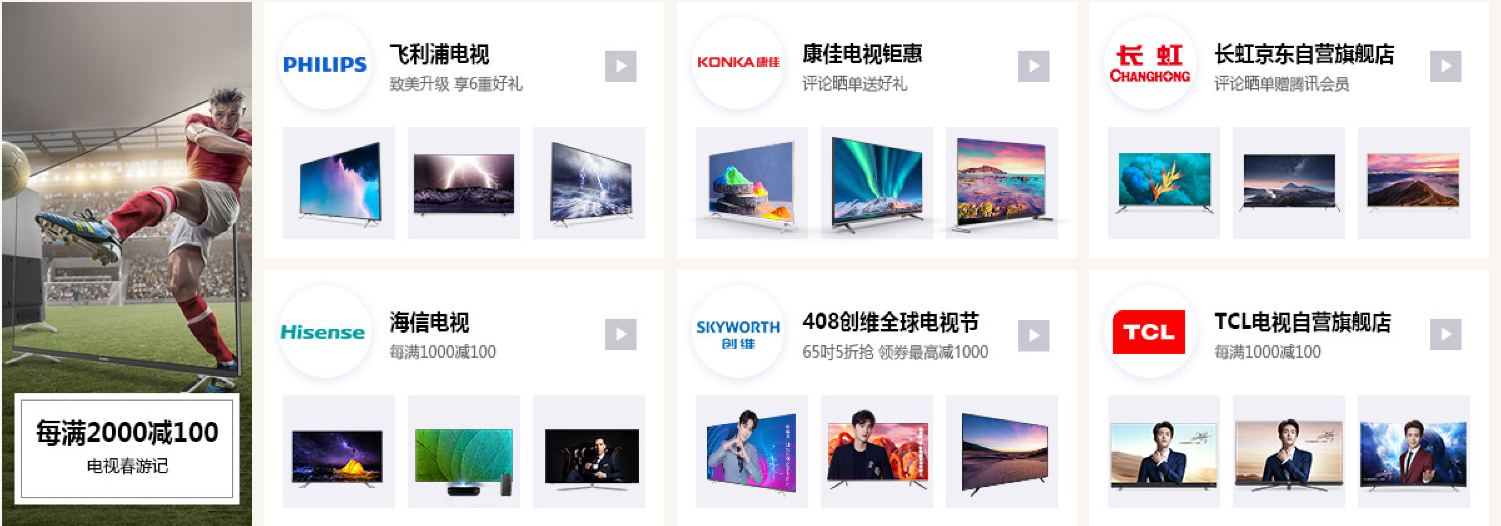 每满2000减100
电视春游记
PHILIPS
飞利浦电视
致美升级 享6重好礼
KONKA 康佳
康佳电视钜惠
评论晒单送好礼
长虹
CHANGHONG
长虹京东自营旗舰店
评论晒单赠腾讯会员
Hisense
海信电视
每满1000减100
SKYWORTH
创维
408创维全球电视节
65吋5折抢 领券最高减1000
TCL
TCL电视自营旗舰店
每满1000减100